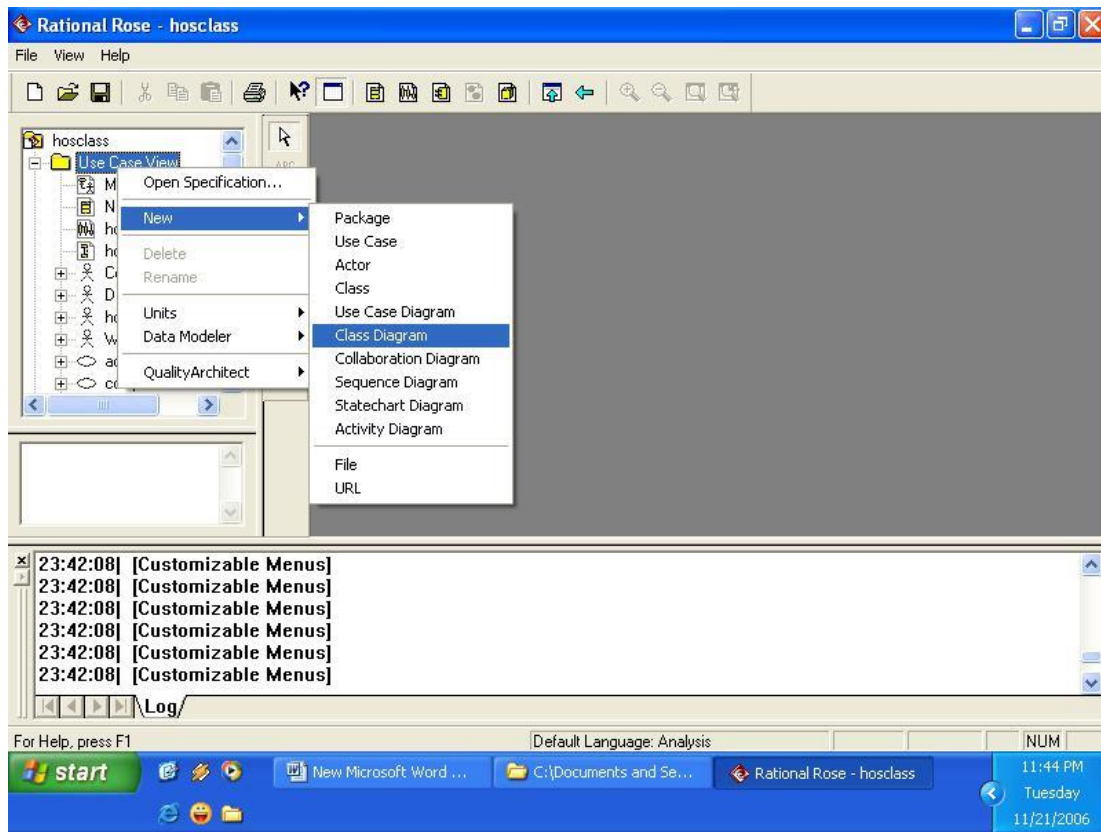 Rational Rose - hosclass
File View Help
hosclass
Use Case View
Open Specification...
New
Delete
Rename
Units
Data Modeler
QualityArchitect
Package
Use Case
Actor
Class
Use Case Diagram
Class Diagram
Collaboration Diagram
Sequence Diagram
Statechart Diagram
Activity Diagram
File
URL
23:42:08| [Customizable Menus]
23:42:08| [Customizable Menus]
23:42:08| [Customizable Menus]
23:42:08| [Customizable Menus]
23:42:08| [Customizable Menus]
23:42:08| [Customizable Menus]
Log
For Help, press F1
Default Language: Analysis
NUM
start
New Microsoft Word ...
C:\Documents and Se...
Rational Rose - hosclass
11:44 PM
Tuesday
11/21/2006